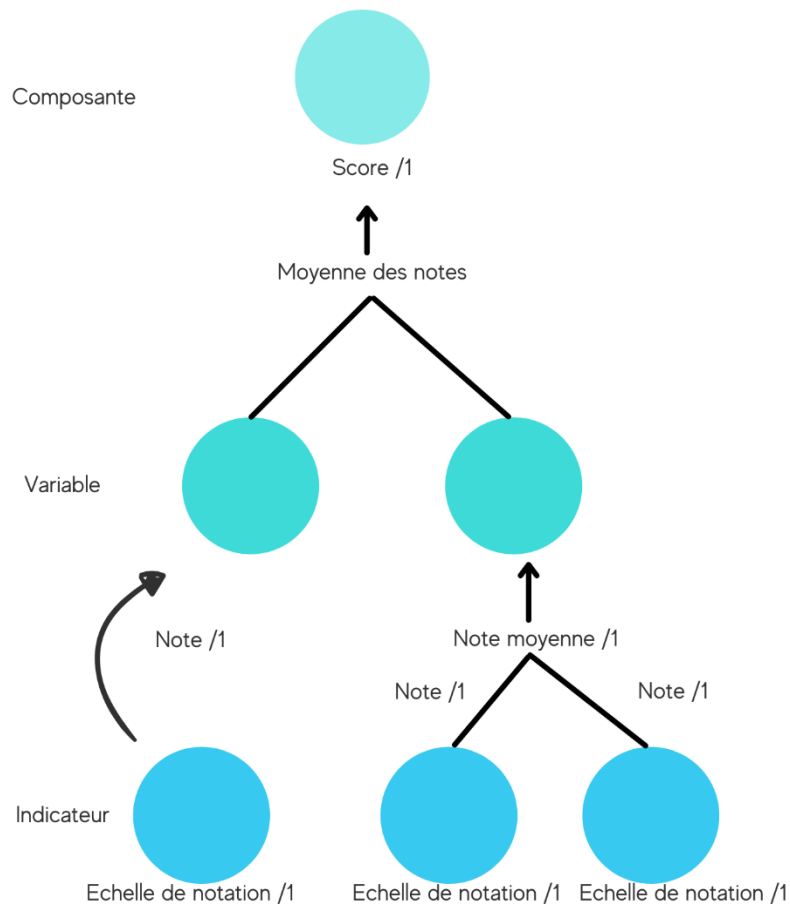 Composante
Score /1
Moyenne des notes
Variable
Note /1
Note moyenne /1
Note /1
Note /1
Indicateur
Echelle de notation /1
Echelle de notation /1
Echelle de notation /1